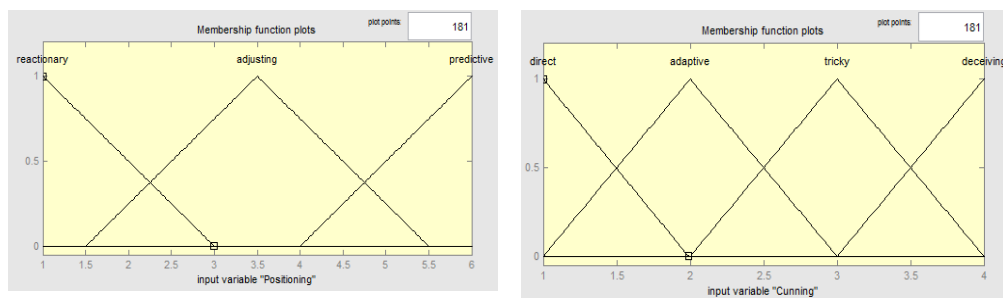 plot points: 181
Membership function plots
reactionary adjusting predictive
1
0.5
0
1 1.5 2 2.5 3 3.5 4 4.5 5 5.5 6
input variable "Positioning"
plot points: 181
Membership function plots
direct adaptive tricky deceiving
1
0.5
0
1 1.5 2 2.5 3 3.5 4
input variable "Cunning"